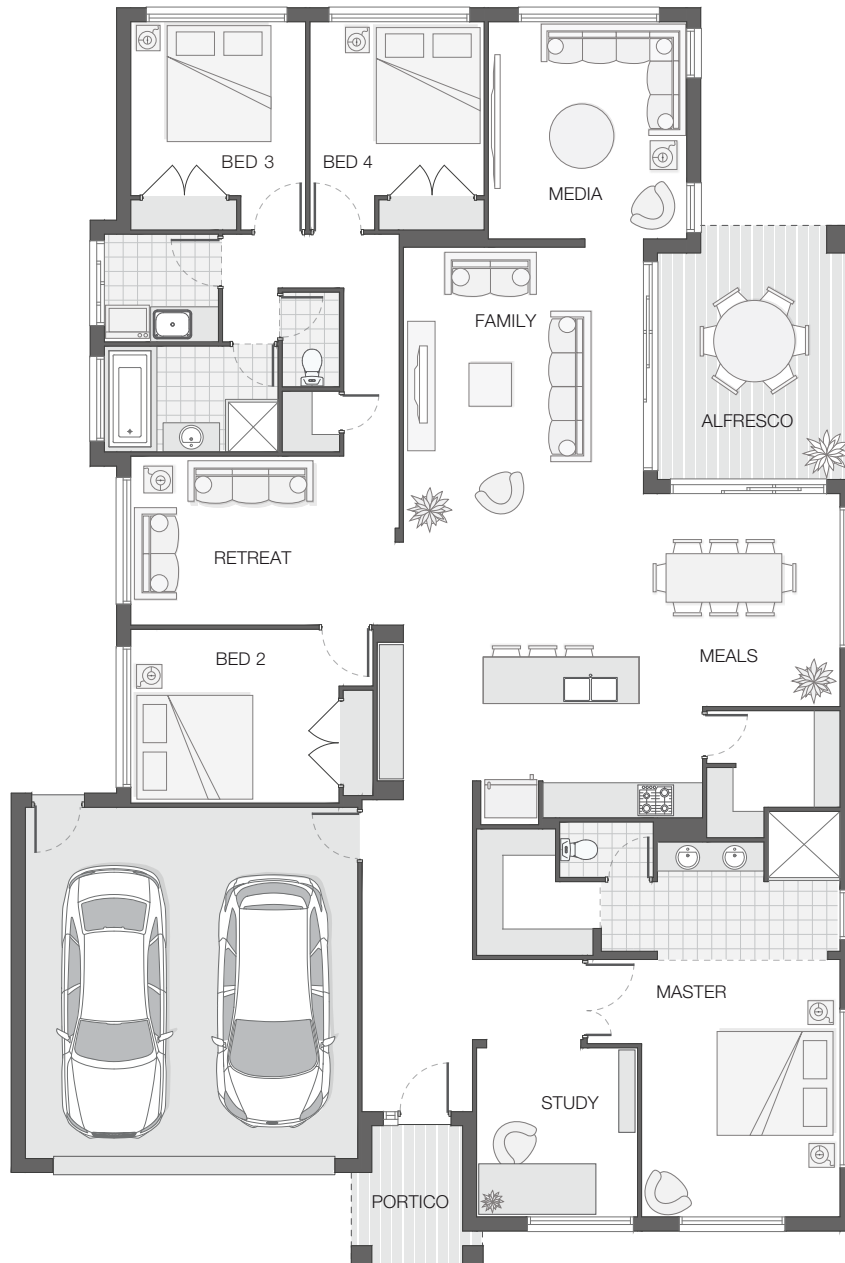 BED 3
BED 4
MEDIA
FAMILY
ALFRESCO
RETREAT
BED 2
MEALS
MASTER
STUDY
PORTICO